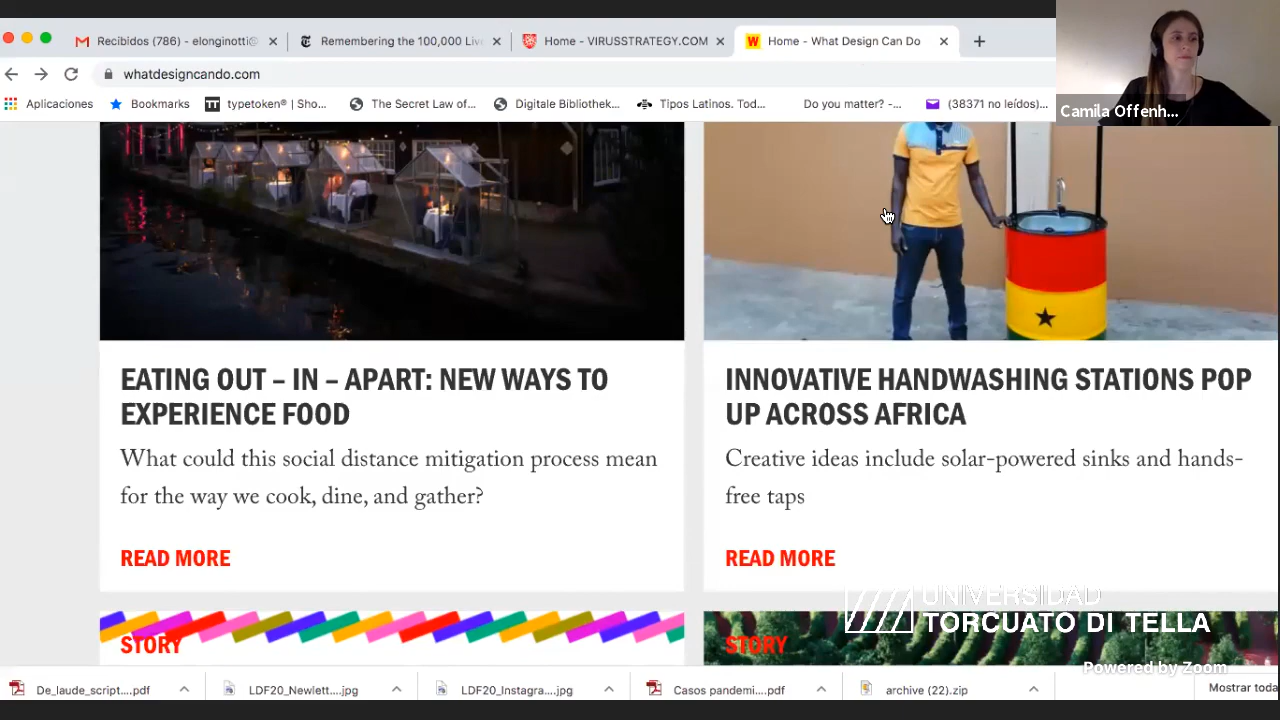 Recibidos (786) - elonginotti@
Remembering the 100,000 Live
Home - VIRUSSTRATEGY.COM
Home - What Design Can Do
whatdesigncando.com
Aplicaciones
Bookmarks
typetoken® | Sho...
The Secret Law of...
Digitale Bibliothek...
Tipos Latinos. Tod...
Do you matter? -...
(38371 no leídos)...
Camila Offenh...
EATING OUT – IN – APART: NEW WAYS TO
EXPERIENCE FOOD
What could this social distance mitigation process mean
for the way we cook, dine, and gather?
READ MORE
INNOVATIVE HANDWASHING STATIONS POP
UP ACROSS AFRICA
Creative ideas include solar-powered sinks and hands-
free taps
READ MORE
STORY
STORY
UNIVERSIDAD
TORCUATO DI TELLA
Powered by Zoom
De_laude_script....pdf
LDF20_Newlett....jpg
LDF20_Instagra....jpg
Casos pandemi....pdf
archive (22).zip
Mostrar toda